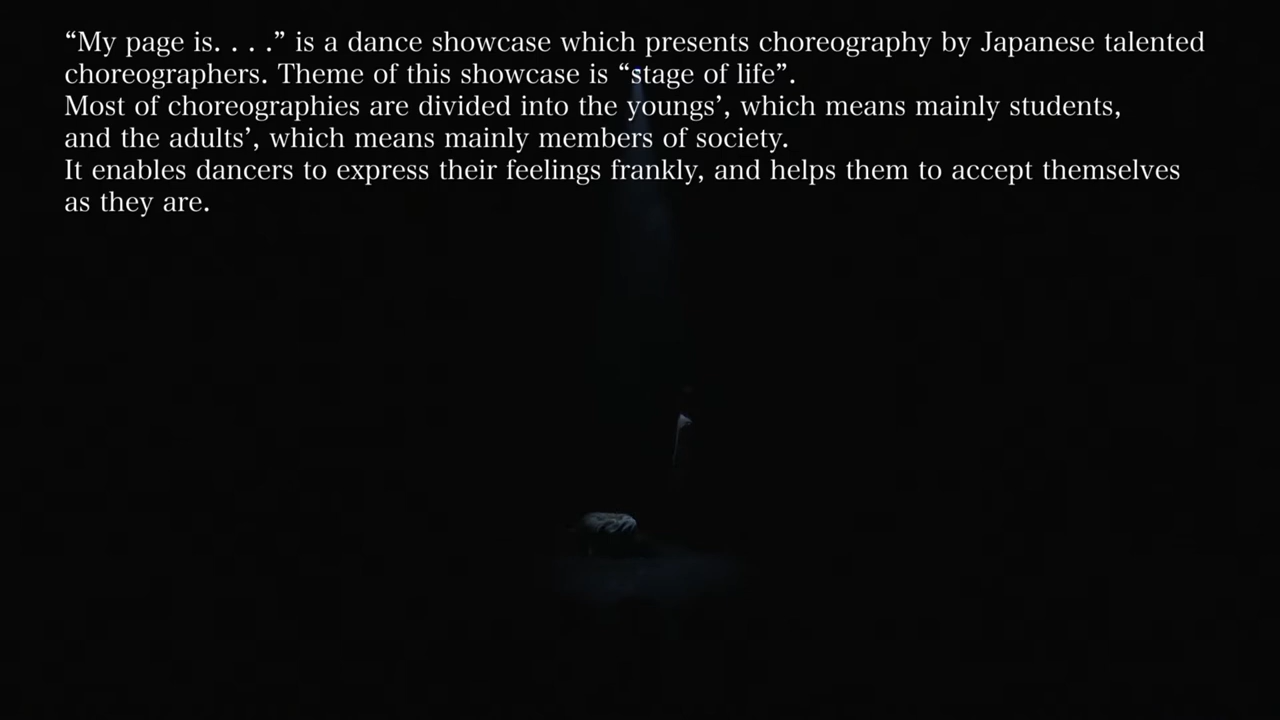 “My page is. . . .” is a dance showcase which presents choreography by Japanese talented
choreographers. Theme of this showcase is “stage of life”.
Most of choreographies are divided into the youngs’, which means mainly students,
and the adults’, which means mainly members of society.
It enables dancers to express their feelings frankly, and helps them to accept themselves
as they are.